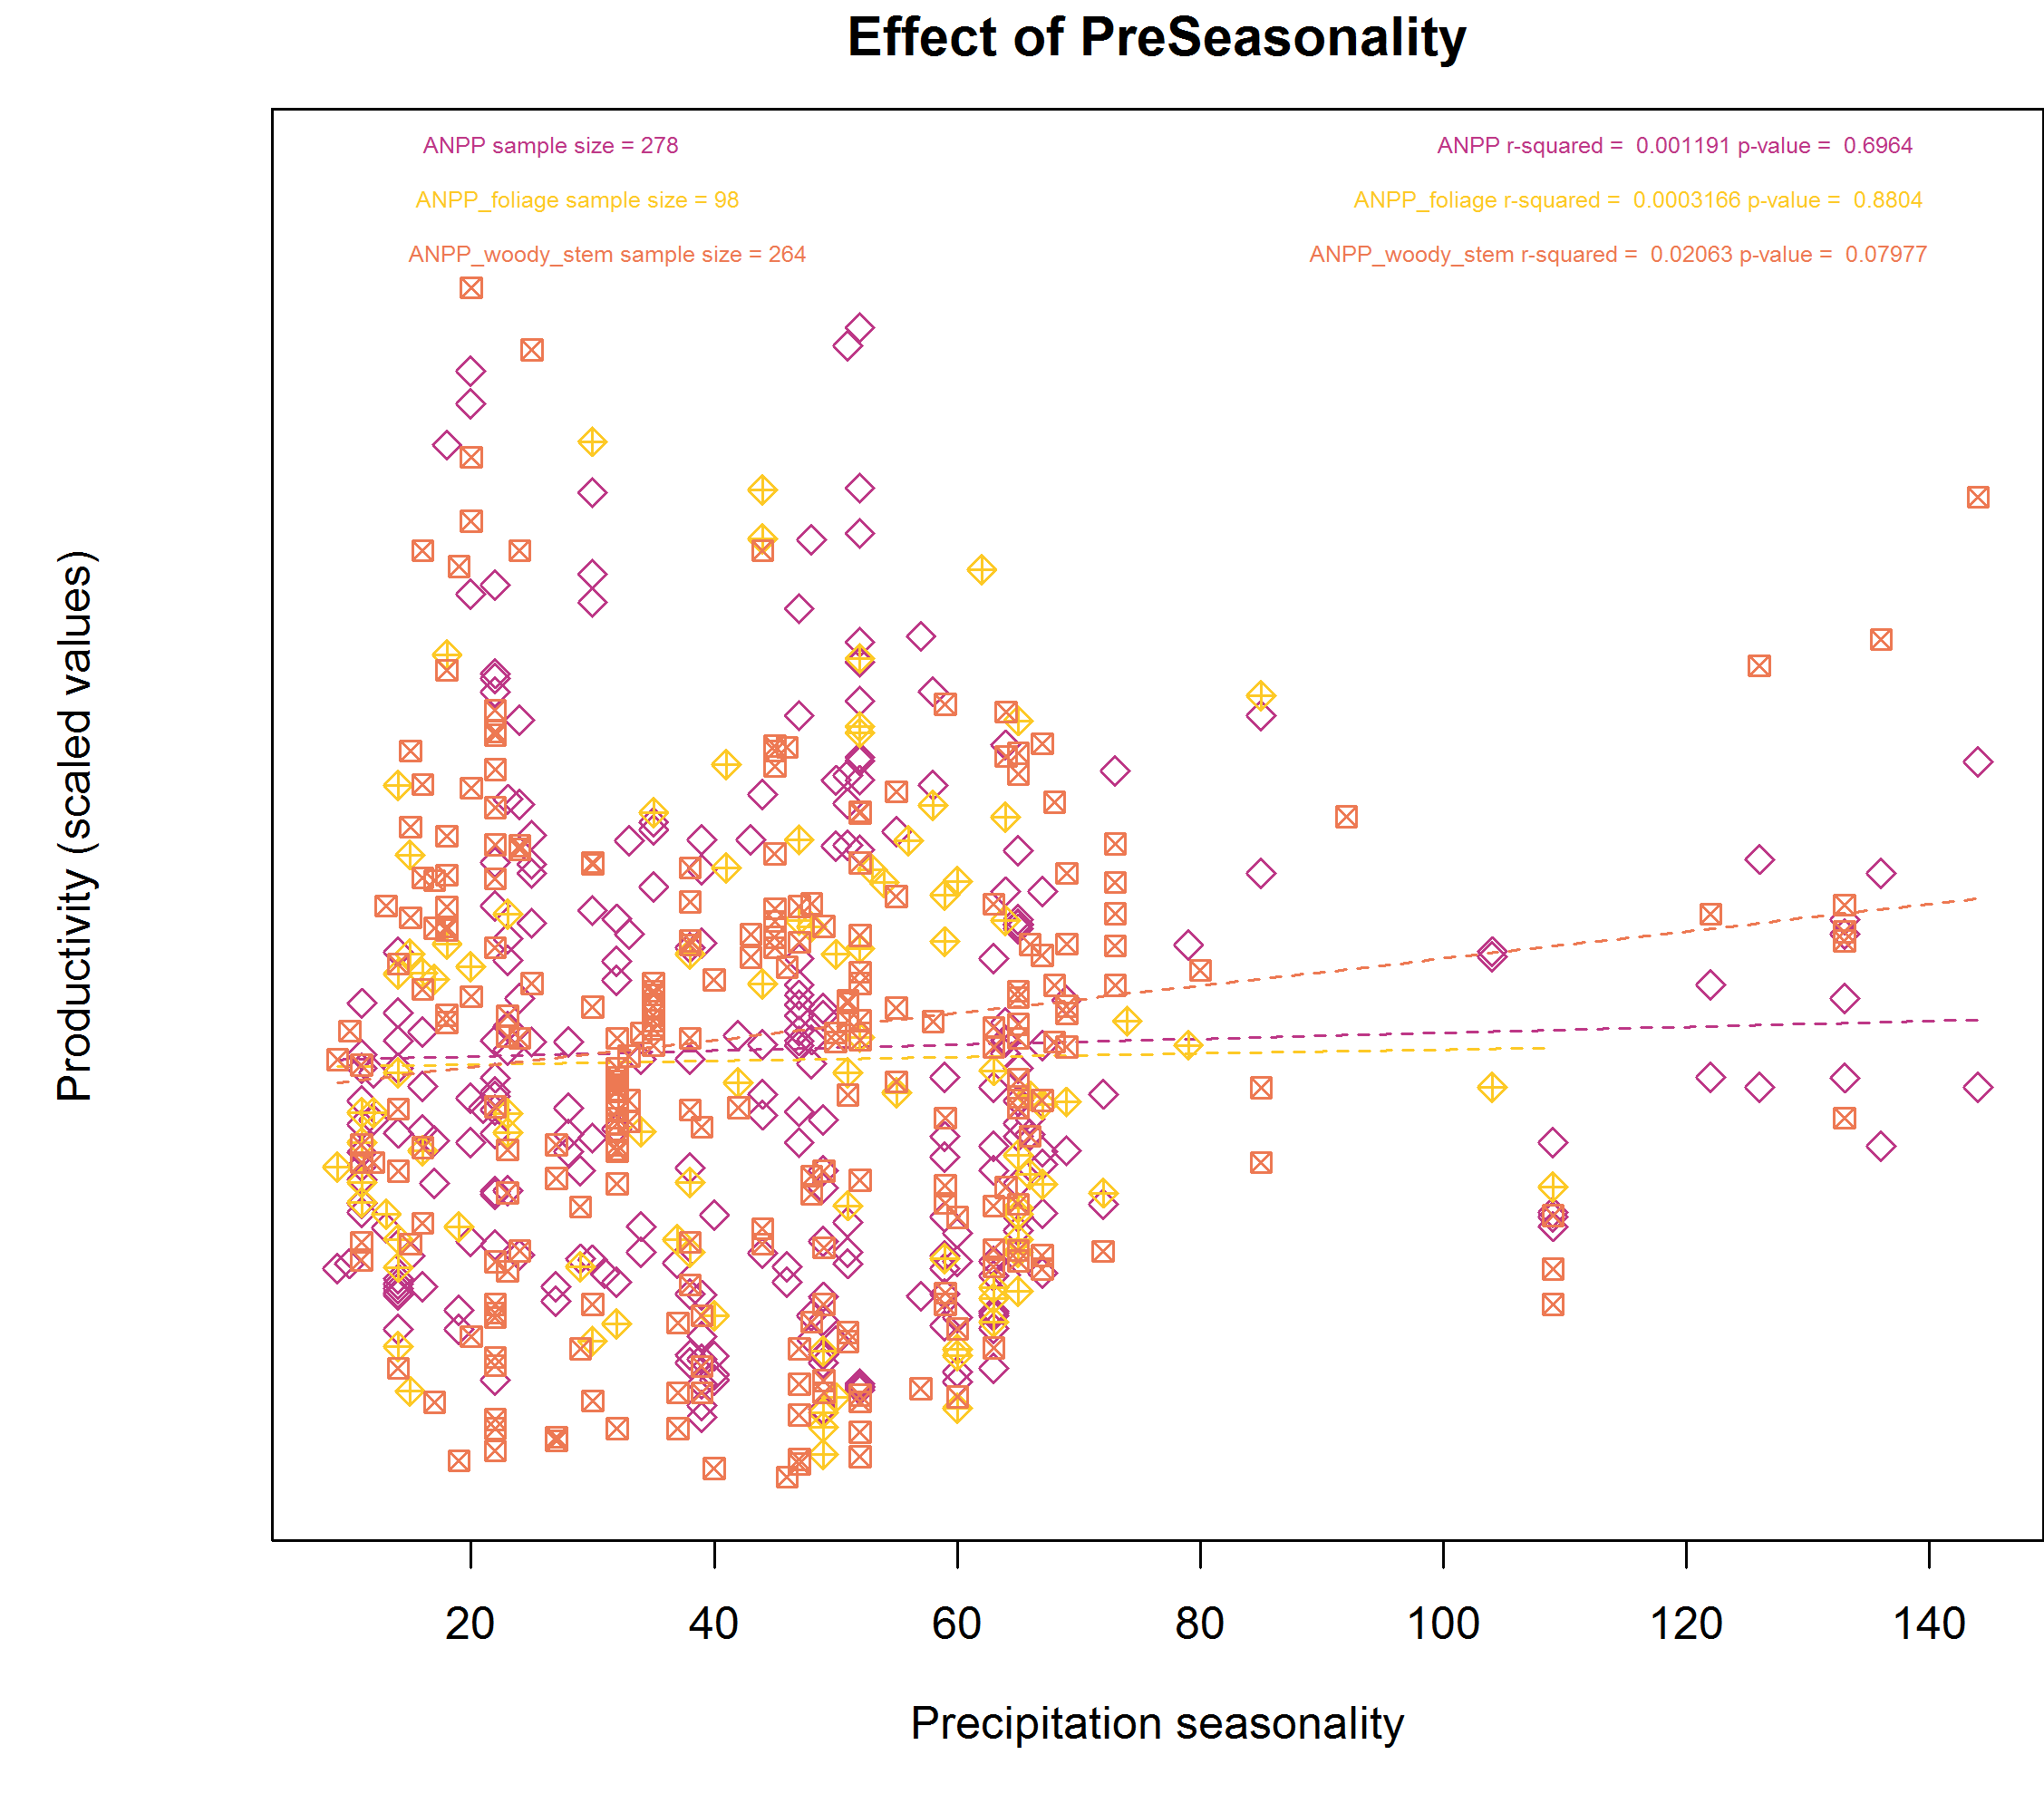 Effect of PreSeasonality
ANPP sample size = 278
ANPP r-squared = 0.001191 p-value = 0.6964
ANPP_foliage sample size = 98
ANPP_foliage r-squared = 0.0003166 p-value = 0.8804
ANPP_woody_stem sample size = 264
ANPP_woody_stem r-squared = 0.02063 p-value = 0.07977
Productivity (scaled values)
20 40 60 80 100 120 140
Precipitation seasonality